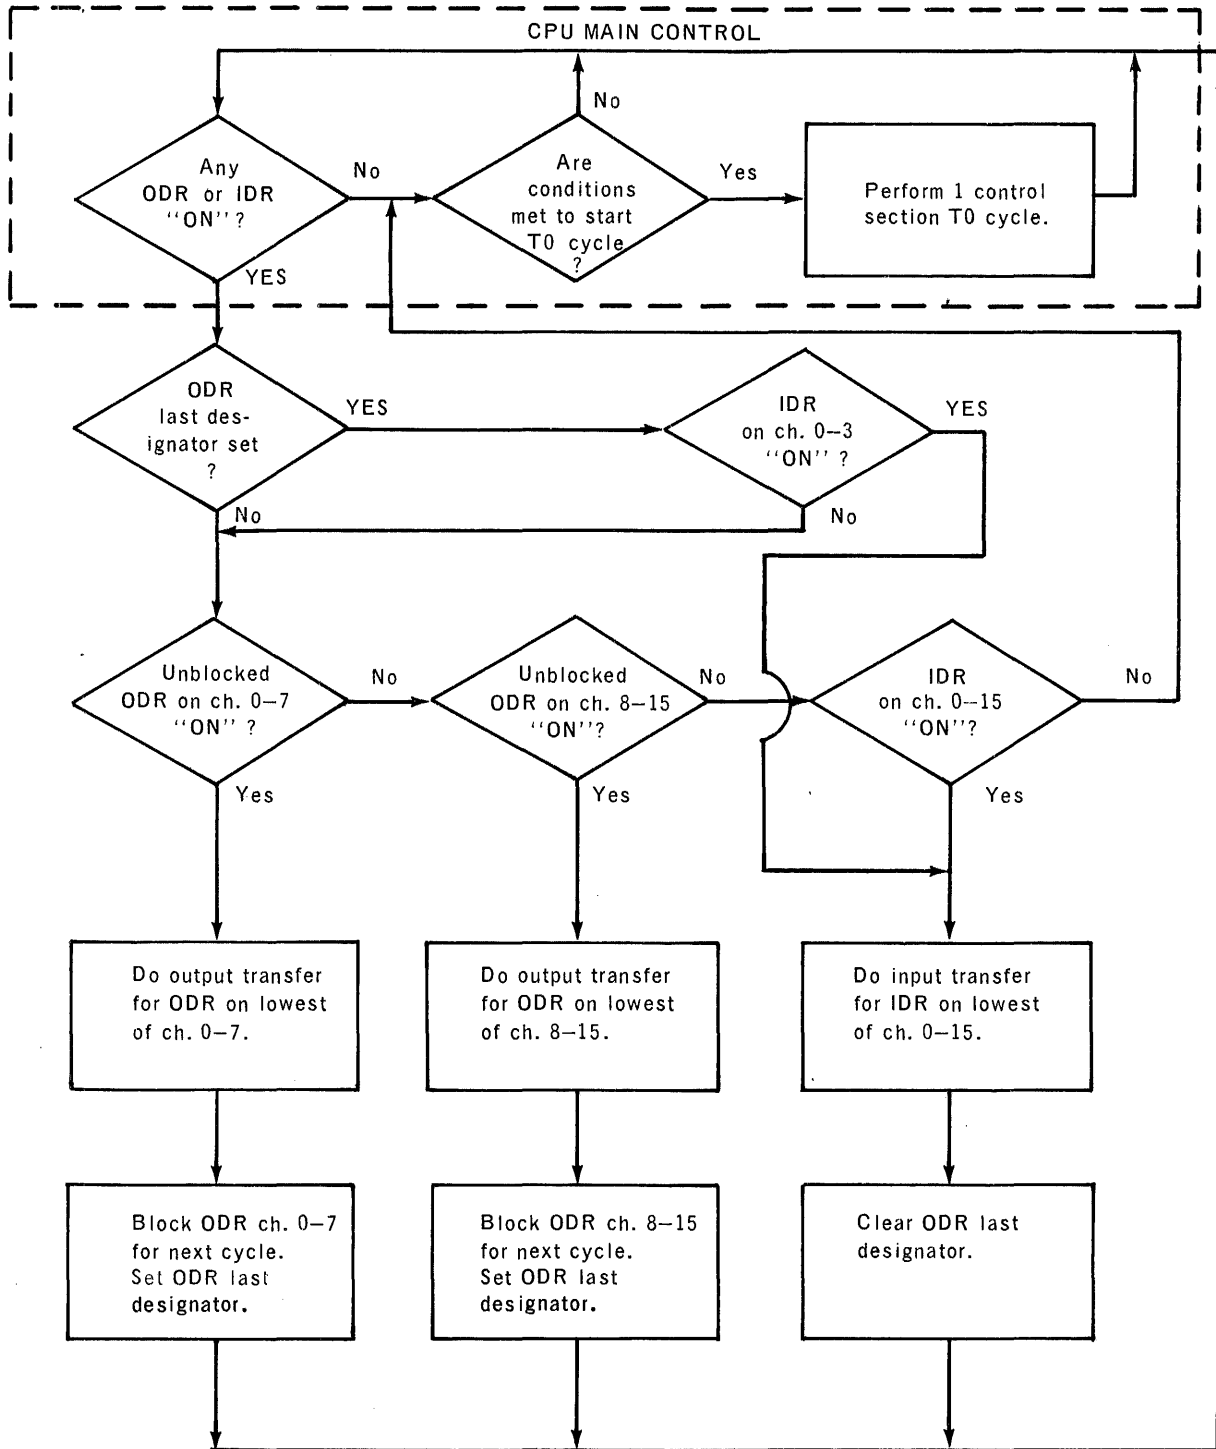 CPU MAIN CONTROL
No
Any
ODR or IDR
“ON” ?
No
Are
conditions
met to start
T0 cycle
?
Yes
Perform 1 control
section T0 cycle.
YES
ODR
last des-
ignator set
?
YES
IDR
on ch. 0–3
“ON” ?
YES
No
No
Unblocked
ODR on ch. 0–7
“ON” ?
No
Unblocked
ODR on ch. 8–15
“ON”?
No
IDR
on ch. 0–15
“ON”?
No
Yes
Yes
Yes
Do output transfer
for ODR on lowest
of ch. 0–7.
Do output transfer
for ODR on lowest
of ch. 8–15.
Do input transfer
for IDR on lowest
of ch. 0–15.
Block ODR ch. 0–7
for next cycle.
Set ODR last
designator.
Block ODR ch. 8–15
for next cycle.
Set ODR last
designator.
Clear ODR last
designator.